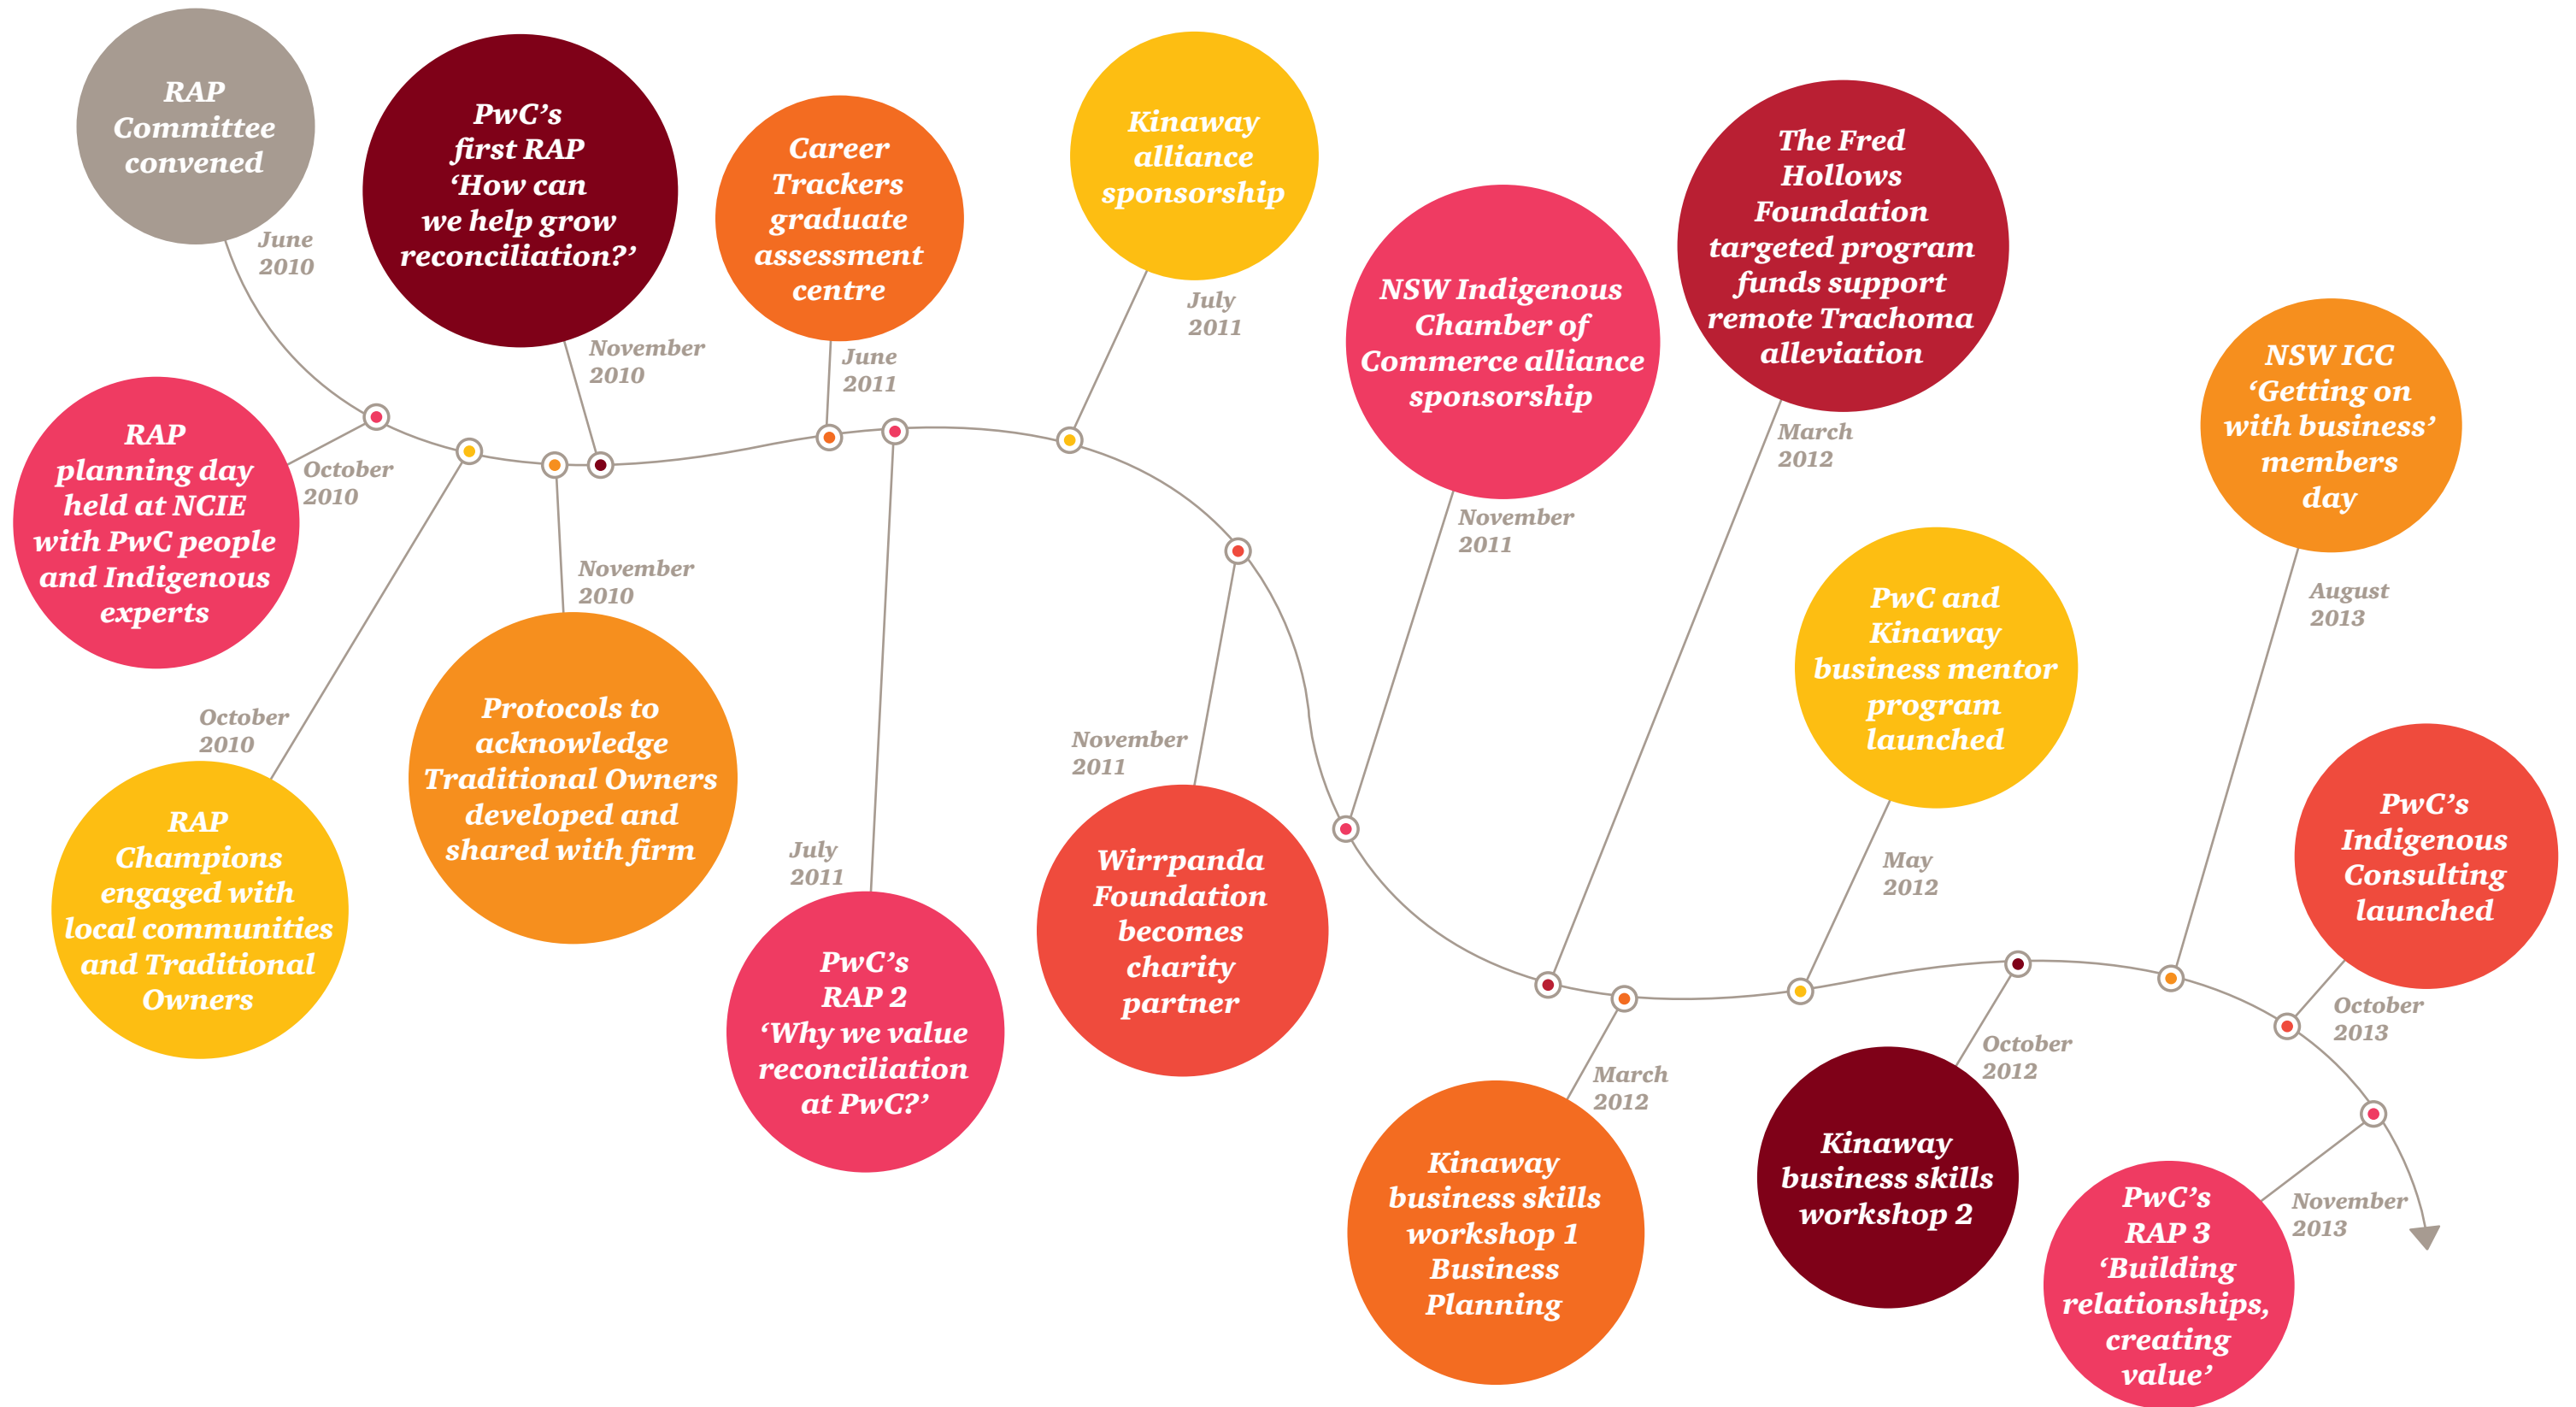 RAP
Committee
convened
June
2010
RAP
planning day
held at NCIE
with PwC people
and Indigenous
experts
October
2010
RAP
Champions
engaged with
local communities
and Traditional
Owners
October
2010
Protocols to
acknowledge
Traditional Owners
developed and
shared with firm
November
2010
PwC’s
first RAP
‘How can
we help grow
reconciliation?’
November
2010
Career
Trackers
graduate
assessment
centre
June
2011
PwC’s
RAP 2
‘Why we value
reconciliation
at PwC?’
July
2011
Kinaway
alliance
sponsorship
July
2011
Wirrpanda
Foundation
becomes
charity
partner
November
2011
NSW Indigenous
Chamber of
Commerce alliance
sponsorship
November
2011
The Fred
Hollows
Foundation
targeted program
funds support
remote Trachoma
alleviation
March
2012
Kinaway
business skills
workshop 1
Business
Planning
March
2012
PwC and
Kinaway
business mentor
program
launched
May
2012
Kinaway
business skills
workshop 2
October
2012
NSW ICC
‘Getting on
with business’
members
day
August
2013
PwC’s
Indigenous
Consulting
launched
October
2013
PwC’s
RAP 3
‘Building
relationships,
creating
value’
November
2013